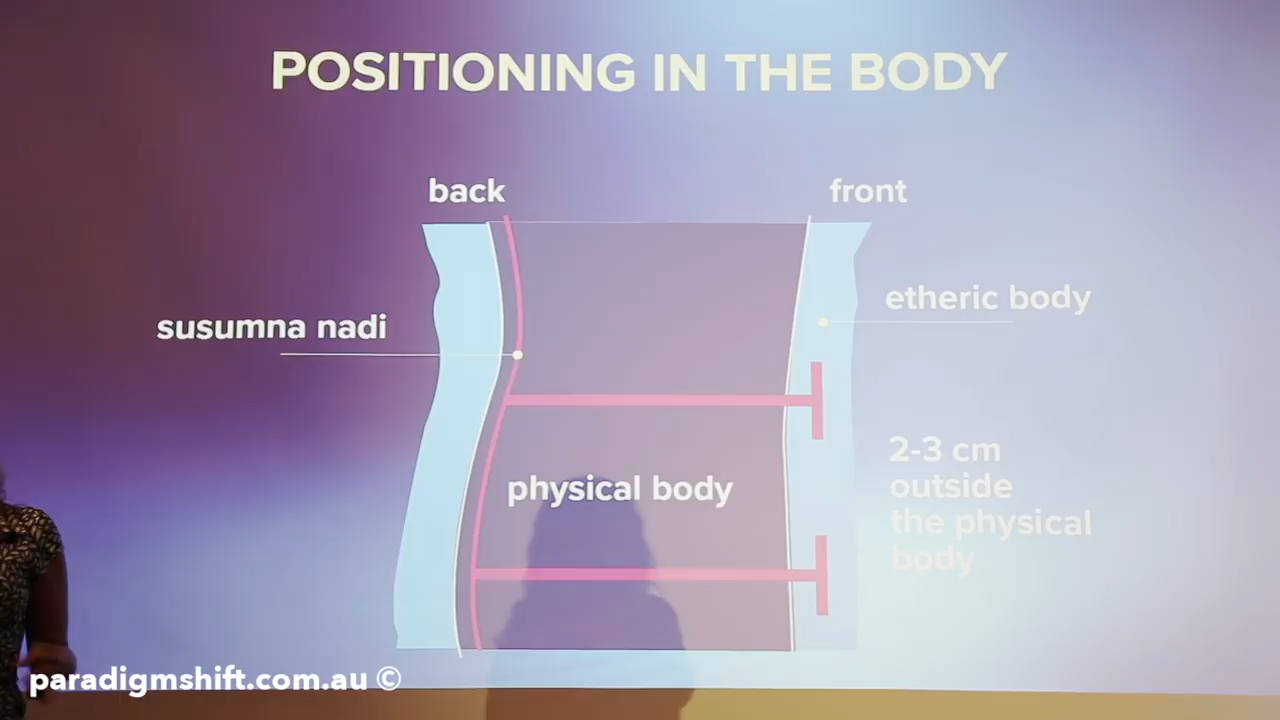 POSITIONING IN THE BODY
back
front
susumna nadi
etheric body
physical body
2-3 cm
outside
the physical
body
paradigmshift.com.au ©